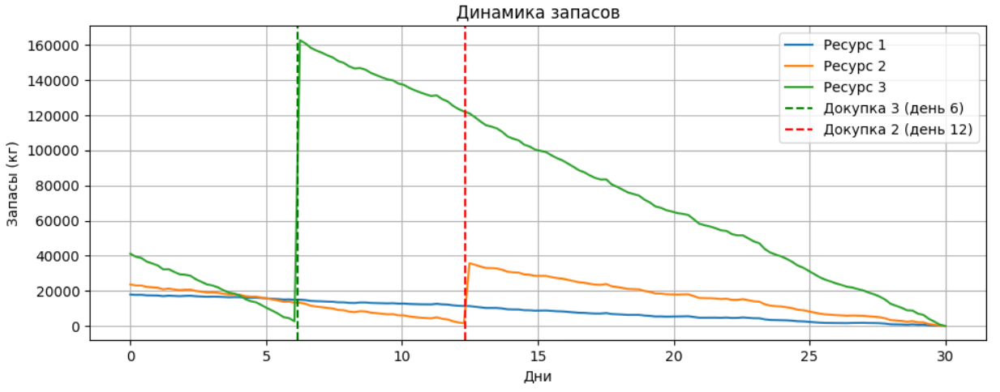 Динамика запасов
Запасы (кг)
160000
140000
120000
100000
80000
60000
40000
20000
0
Ресурс 1
Ресурс 2
Ресурс 3
Докупка 3 (день 6)
Докупка 2 (день 12)
0 5 10 15 20 25 30
Дни